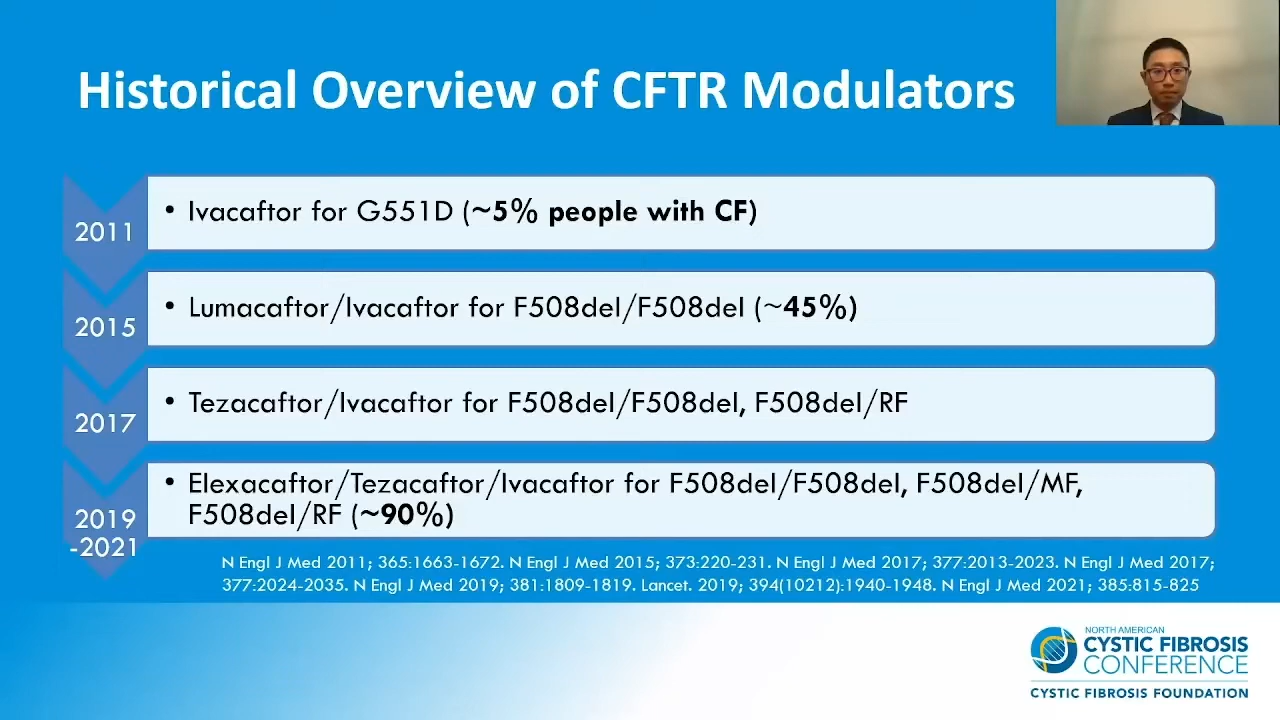 Historical Overview of CFTR Modulators
2011
• Ivacaftor for G551D (~5% people with CF)
2015
• Lumacaftor/Ivacaftor for F508del/F508del (~45%)
2017
• Tezacaftor/Ivacaftor for F508del/F508del, F508del/RF
2019
-2021
• Elexacaftor/Tezacaftor/Ivacaftor for F508del/F508del, F508del/MF,
F508del/RF (~90%)
N Engl J Med 2011; 365:1663-1672. N Engl J Med 2015; 373:220-231. N Engl J Med 2017; 377:2013-2023. N Engl J Med 2017;
377:2024-2035. N Engl J Med 2019; 381:1809-1819. Lancet. 2019; 394(10212):1940-1948. N Engl J Med 2021; 385:815-825
NORTH AMERICAN
CYSTIC FIBROSIS
CONFERENCE
CYSTIC FIBROSIS FOUNDATION